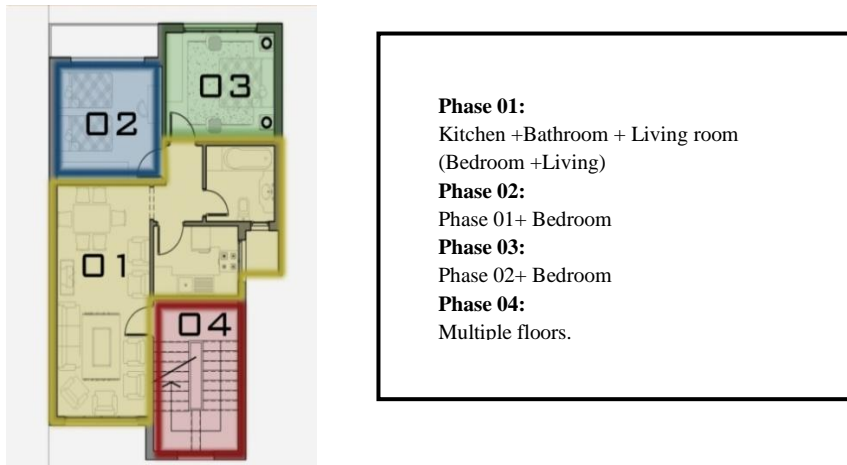 02
03
01
04
Phase 01:
Kitchen +Bathroom + Living room
(Bedroom +Living)
Phase 02:
Phase 01+ Bedroom
Phase 03:
Phase 02+ Bedroom
Phase 04:
Multiple floors.